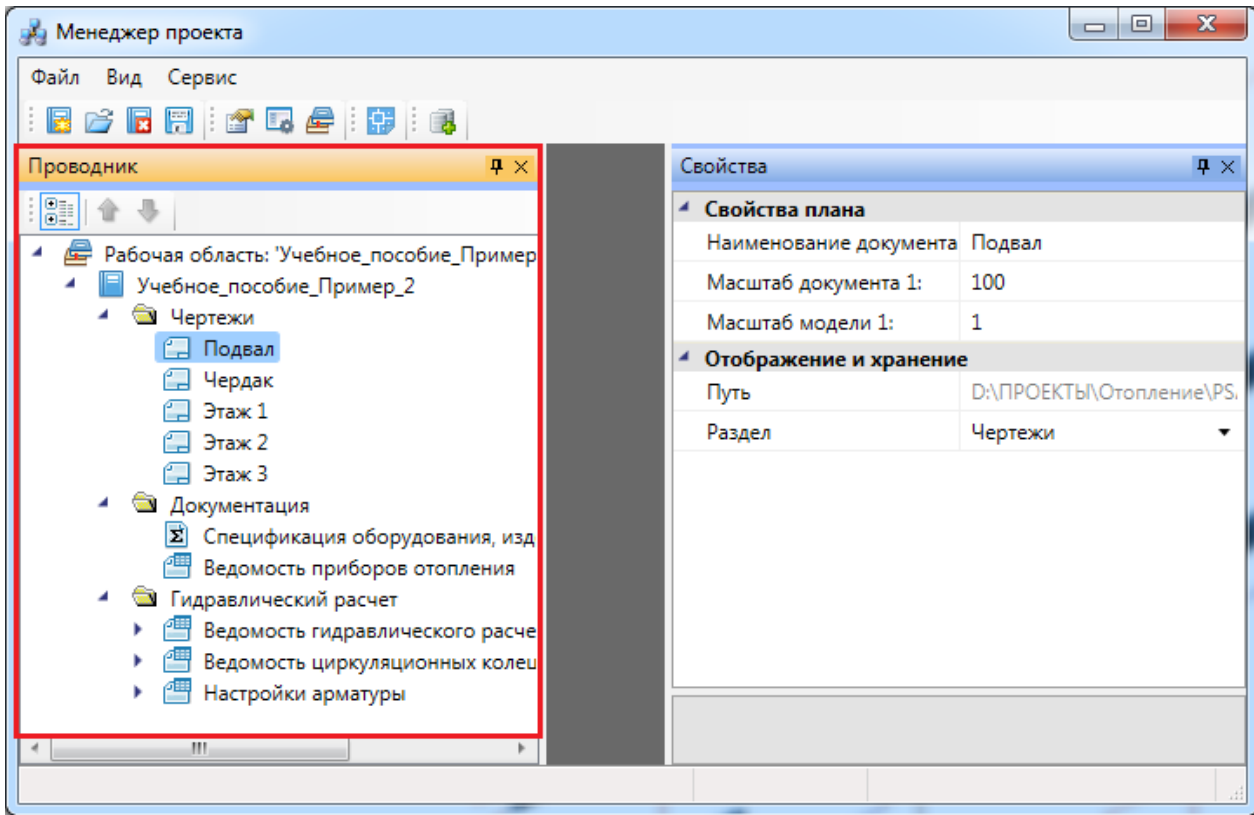 Менеджер проекта
Файл Вид Сервис
Проводник
Рабочая область: 'Учебное_пособие_Пример
Учебное_пособие_Пример_2
Чертежи
Подвал
Чердак
Этаж 1
Этаж 2
Этаж 3
Документация
Спецификация оборудования, изд
Ведомость приборов отопления
Гидравлический расчет
Ведомость гидравлического расче
Ведомость циркуляционных колец
Настройки арматуры
Свойства
Свойства плана
Наименование документа Подвал
Масштаб документа 1: 100
Масштаб модели 1: 1
Отображение и хранение
Путь D:\ПРОЕКТЫ\Отопление\PS
Раздел Чертежи